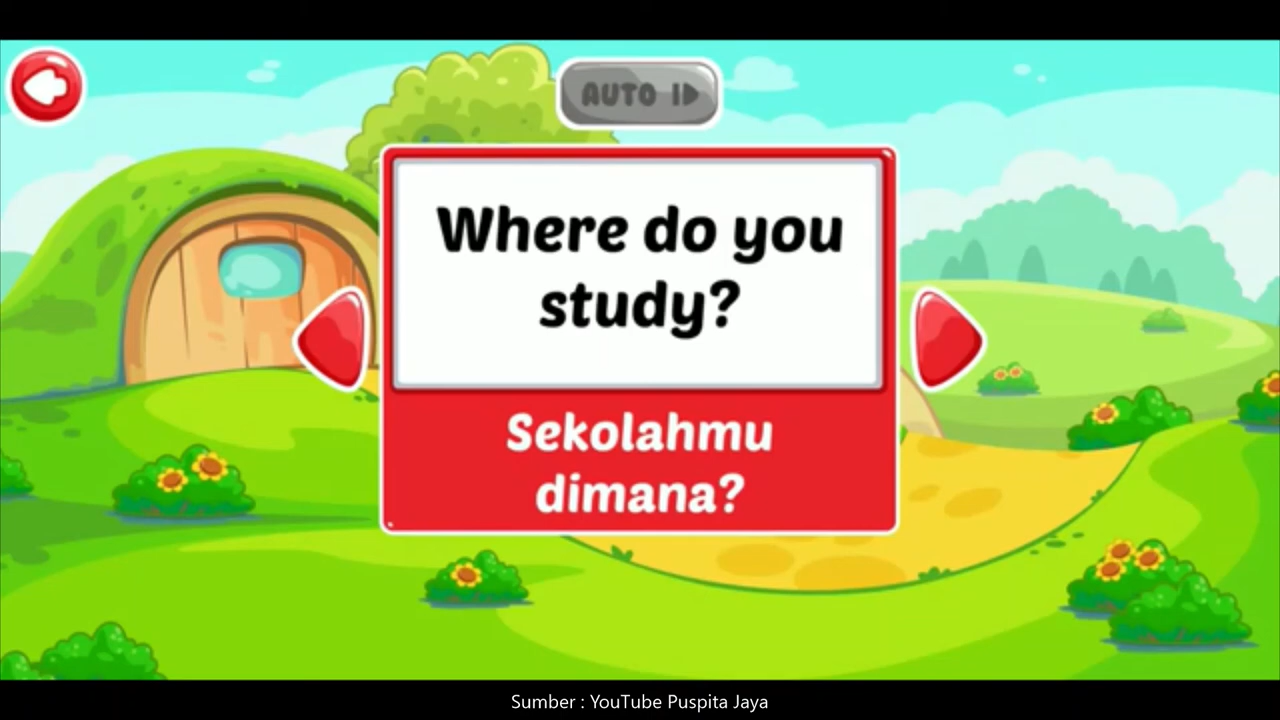 AUTO
Where do you
study?
Sekolahmu
dimana?
Sumber : YouTube Puspita Jaya